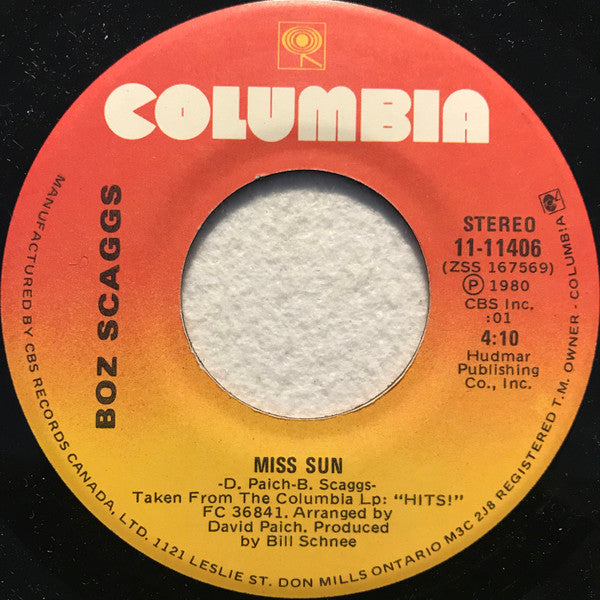 COLUMBIA
BOZ SCAGGS
STEREO
11-11406
(ZSS 167569)
Ⓟ 1980
CBS Inc.
:01
4:10
Hudmar
Publishing
Co., Inc.
MISS SUN
-D. Paich-B. Scaggs-
Taken From The Columbia Lp: “HITS!”
FC 36841. Arranged by
David Paich. Produced
by Bill Schnee
MANUFACTURED BY CBS RECORDS CANADA, LTD. 1121 LESLIE ST. DON MILLS ONTARIO M3C 2J8 REGISTERED T.M. OWNER - COLUMBIA